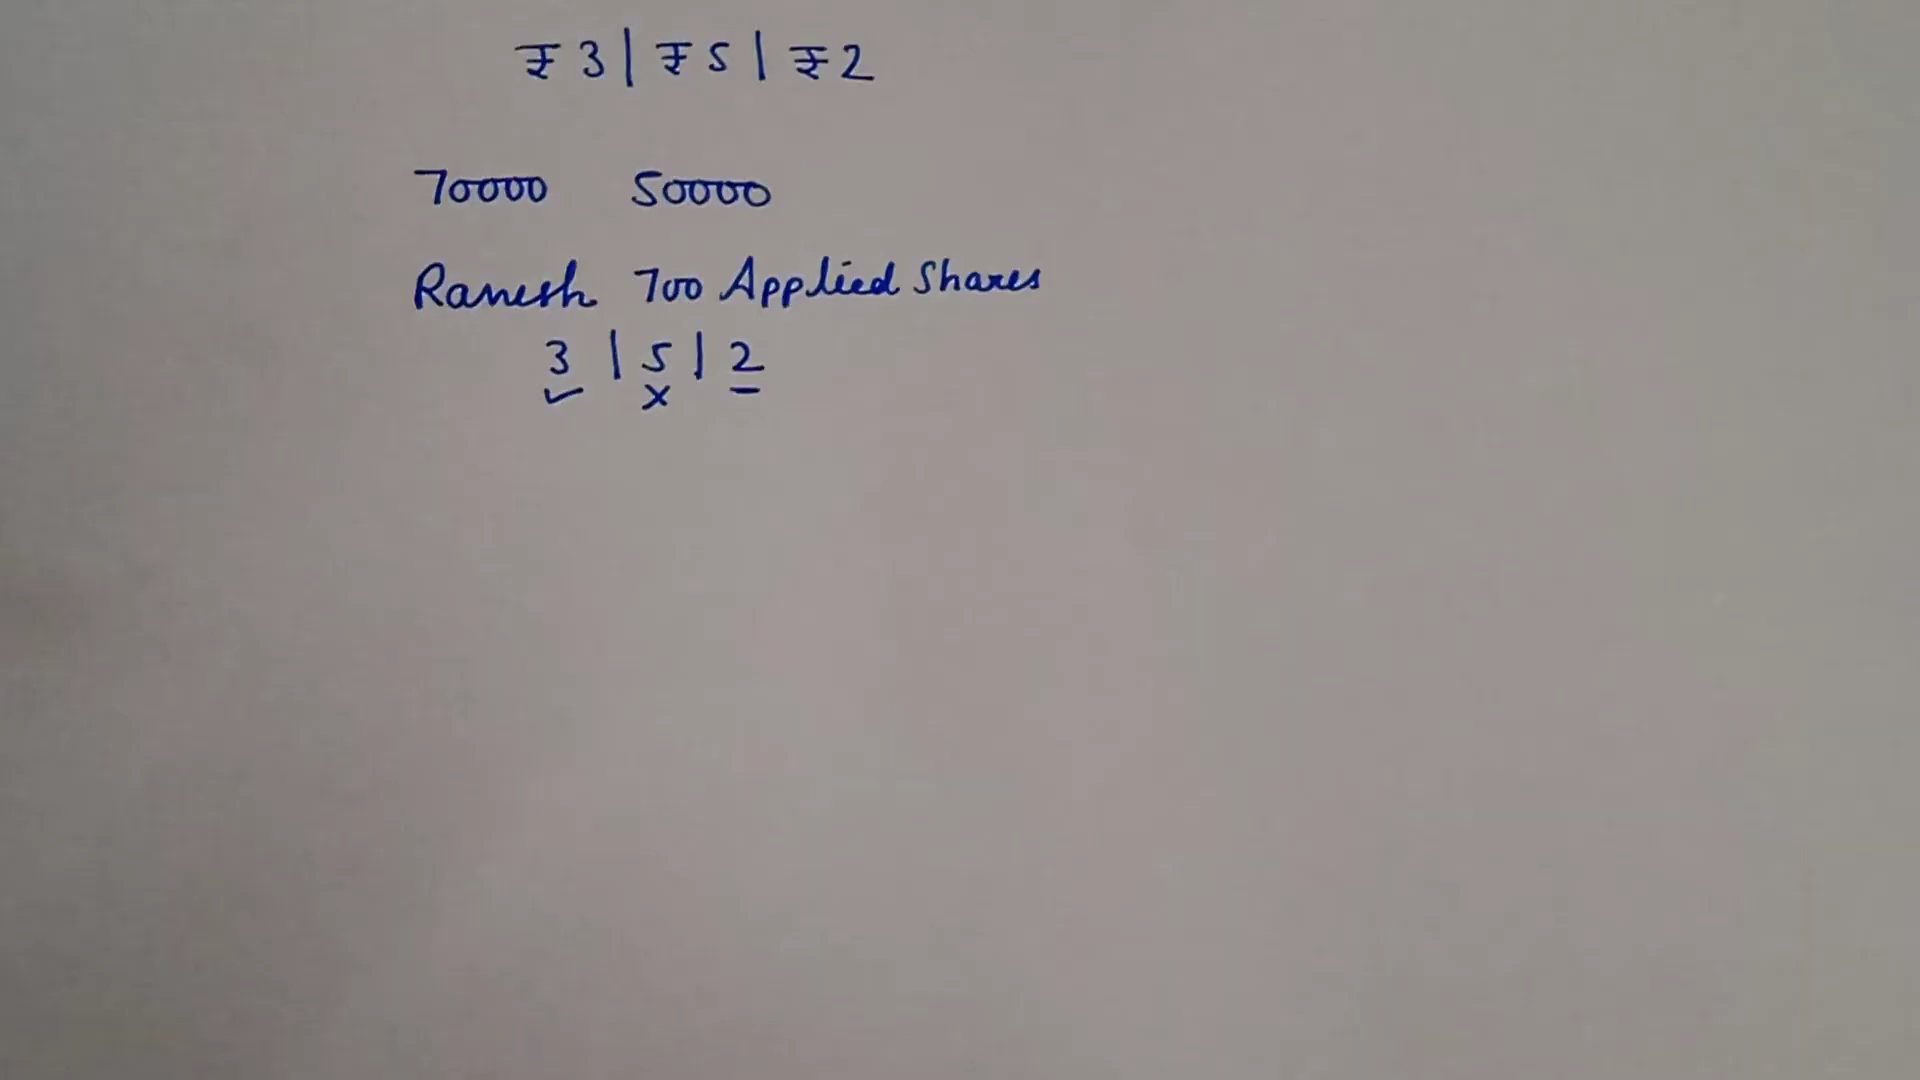 ₹3 | ₹5 | ₹2
70000 50000
Ramesh 700 Applied Shares
3 | 5 | 2
✓ x –